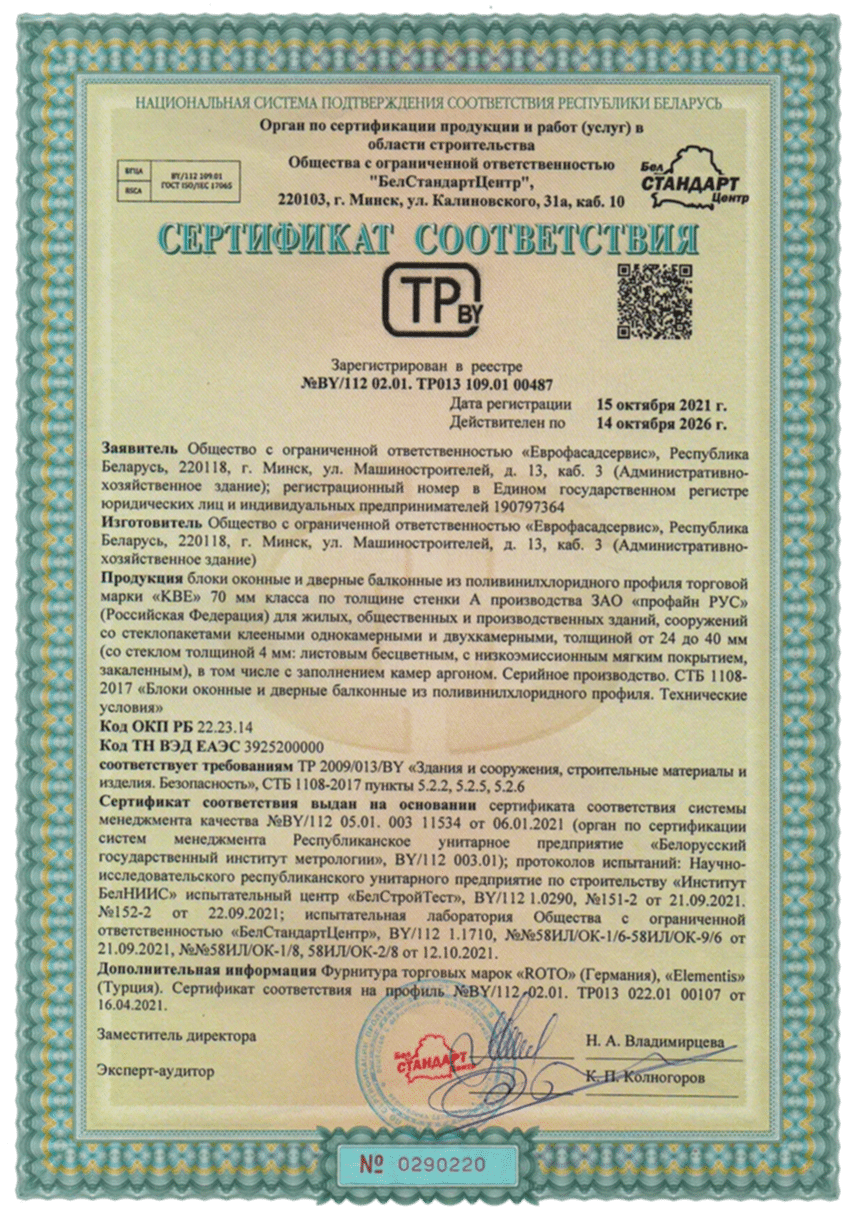 НАЦИОНАЛЬНАЯ СИСТЕМА ПОДТВЕРЖДЕНИЯ СООТВЕТСТВИЯ РЕСПУБЛИКИ БЕЛАРУСЬ
Орган по сертификации продукции и работ (услуг) в
области строительства
Общества с ограниченной ответственностью
"БелСтандартЦентр",
220103, г. Минск, ул. Калиновского, 31а, каб. 10
БГЦА
BSCA
BY/112 109.01
ГОСТ ISO/IEC 17065
Бел
СТАНДАРТ
Центр
СЕРТИФИКАТ СООТВЕТСТВИЯ
ТР BY
Зарегистрирован в реестре
№BY/112 02.01. ТР013 109.01 00487
Дата регистрации 15 октября 2021 г.
Действителен по 14 октября 2026 г.
Заявитель Общество с ограниченной ответственностью «Еврофасадсервис», Республика
Беларусь, 220118, г. Минск, ул. Машиностроителей, д. 13, каб. 3 (Административно-
хозяйственное здание); регистрационный номер в Едином государственном регистре
юридических лиц и индивидуальных предпринимателей 190797364
Изготовитель Общество с ограниченной ответственностью «Еврофасадсервис», Республика
Беларусь, 220118, г. Минск, ул. Машиностроителей, д. 13, каб. 3 (Административно-
хозяйственное здание)
Продукция блоки оконные и дверные балконные из поливинилхлоридного профиля торговой
марки «KBE» 70 мм класса по толщине стенки А производства ЗАО «профайн РУС»
(Российская Федерация) для жилых, общественных и производственных зданий, сооружений
со стеклопакетами клееными однокамерными и двухкамерными, толщиной от 24 до 40 мм
(со стеклом толщиной 4 мм: листовым бесцветным, с низкоэмиссионным мягким покрытием,
закаленным), в том числе с заполнением камер аргоном. Серийное производство. СТБ 1108-
2017 «Блоки оконные и дверные балконные из поливинилхлоридного профиля. Технические
условия»
Код ОКП РБ 22.23.14
Код ТН ВЭД ЕАЭС 3925200000
соответствует требованиям ТР 2009/013/BY «Здания и сооружения, строительные материалы и
изделия. Безопасность», СТБ 1108-2017 пункты 5.2.2, 5.2.5, 5.2.6
Сертификат соответствия выдан на основании сертификата соответствия системы
менеджмента качества №BY/112 05.01. 003 11534 от 06.01.2021 (орган по сертификации
систем менеджмента Республиканское унитарное предприятие «Белорусский
государственный институт метрологии», BY/112 003.01); протоколов испытаний: Научно-
исследовательского республиканского унитарного предприятие по строительству «Институт
БелНИИС» испытательный центр «БелСтройТест», BY/112 1.0290, №151-2 от 21.09.2021.
№152-2 от 22.09.2021; испытательная лаборатория Общества с ограниченной
ответственностью «БелСтандартЦентр», BY/112 1.1710, №№58ИЛ/ОК-1/6-58ИЛ/ОК-9/6 от
21.09.2021, №№58ИЛ/ОК-1/8, 58ИЛ/ОК-2/8 от 12.10.2021.
Дополнительная информация Фурнитура торговых марок «ROTO» (Германия), «Elementis»
(Турция). Сертификат соответствия на профиль №BY/112 02.01. ТР013 022.01 00107 от
16.04.2021.
Заместитель директора Н. А. Владимирцева
Бел
СТАНДАРТ
Центр
Эксперт-аудитор К. П. Колногоров
№ 0290220